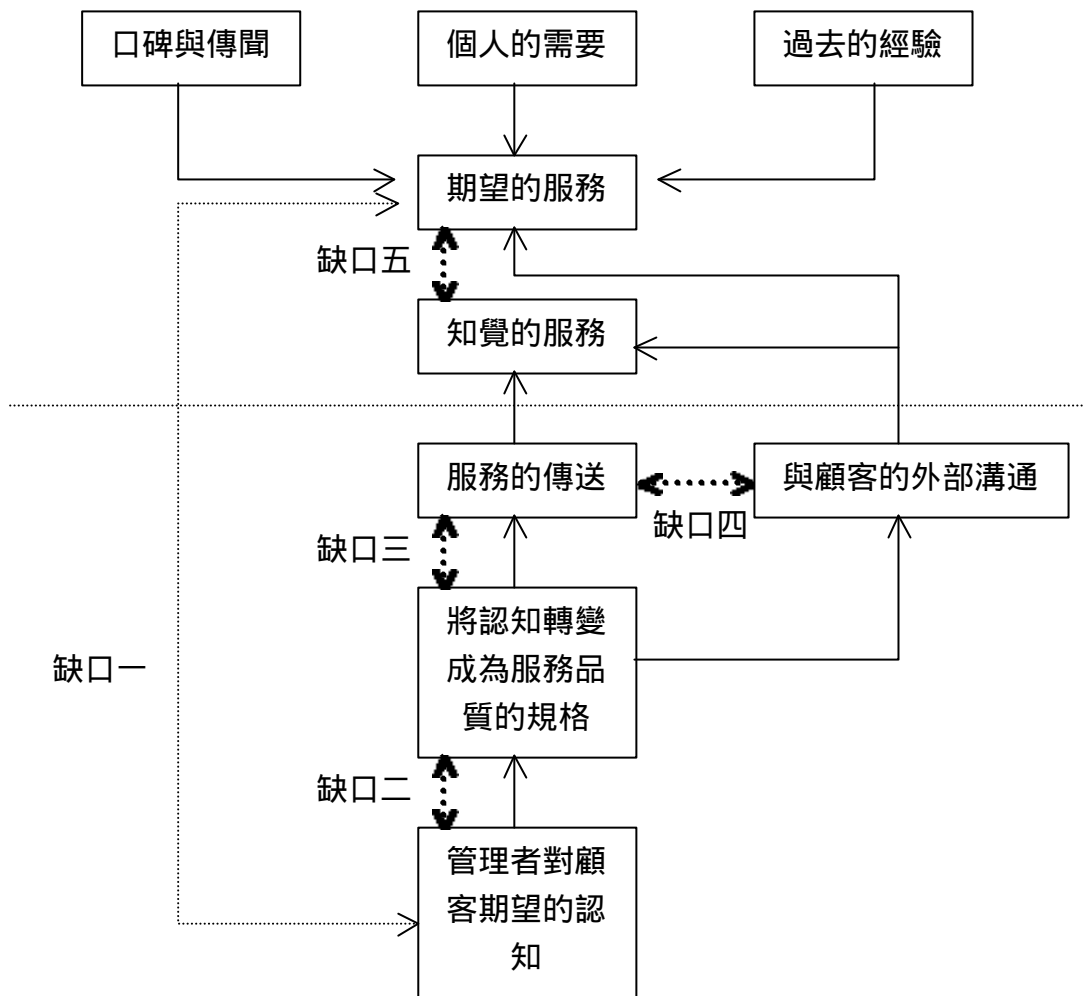 口碑與傳聞
個人的需要
過去的經驗
期望的服務
缺口五
知覺的服務
服務的傳送
與顧客的外部溝通
缺口四
缺口三
將認知轉變
成為服務品
質的規格
缺口一
缺口二
管理者對顧
客期望的認
知